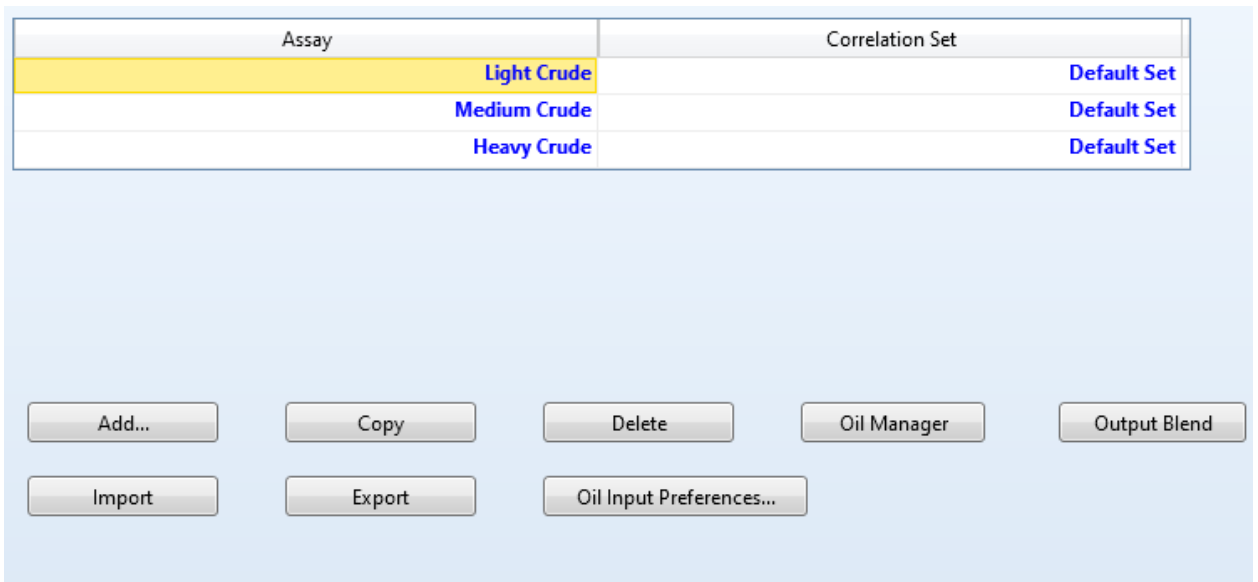 Assay Correlation Set
Light Crude Default Set
Medium Crude Default Set
Heavy Crude Default Set
Add... Copy Delete Oil Manager Output Blend
Import Export Oil Input Preferences...